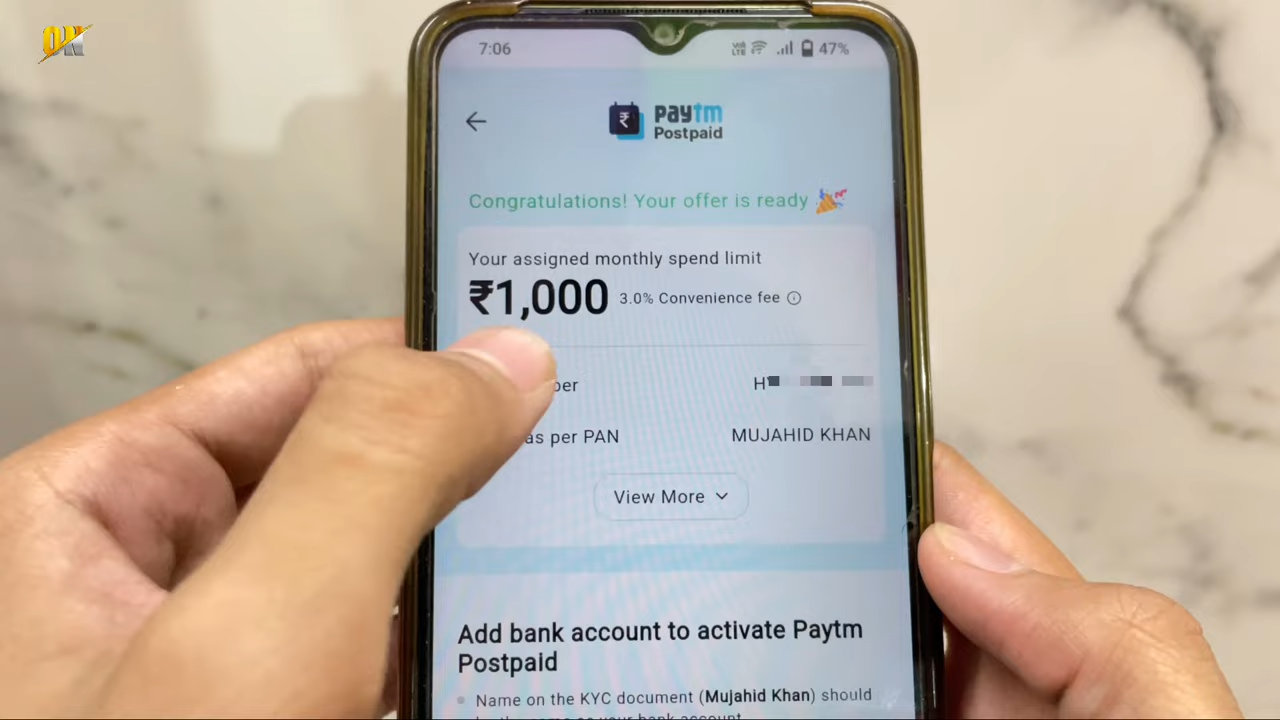 7:06
47%
paytm
Postpaid
Congratulations! Your offer is ready
Your assigned monthly spend limit
₹1,000 3.0% Convenience fee
H
as per PAN MUJAHID KHAN
View More
Add bank account to activate Paytm
Postpaid
Name on the KYC document (Mujahid Khan) should